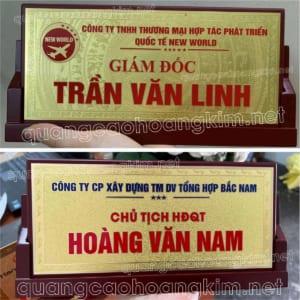 NEW WORLD
CÔNG TY TNHH THƯƠNG MẠI HỢP TÁC PHÁT TRIỂN
QUỐC TẾ NEW WORLD
GIÁM ĐỐC
TRẦN VĂN LINH
quangcaohoangkim.net
CÔNG TY CP XÂY DỰNG TM DV TỔNG HỢP BẮC NAM
CHỦ TỊCH HĐQT
HOÀNG VĂN NAM
quangcaohoangkim.net